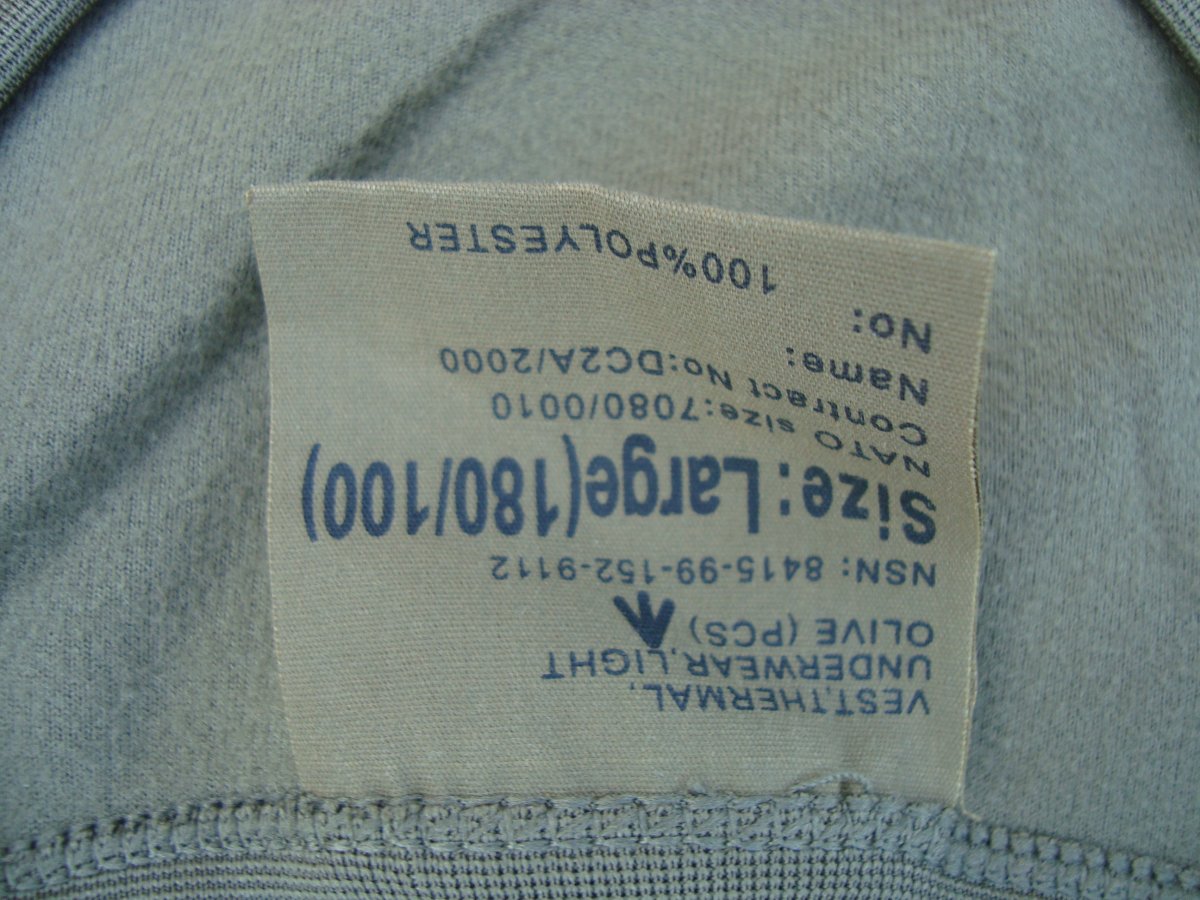 VEST,THERMAL,
UNDERWEAR,LIGHT
OLIVE (PCS)
NSN: 8415-99-152-9112
Size: Large(180/100)
NATO size:7080/0010
Contract No:DC2A/2000
Name:
No:
100%POLYESTER